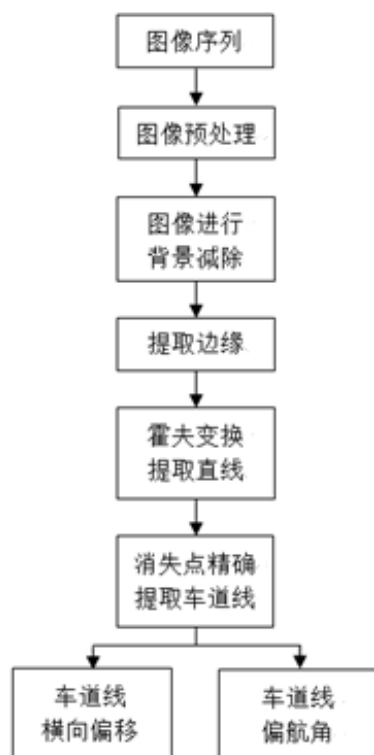 图像序列
图像预处理
图像进行
背景减除
提取边缘
霍夫变换
提取直线
消失点精确
提取车道线
车道线
横向偏移
车道线
偏航角